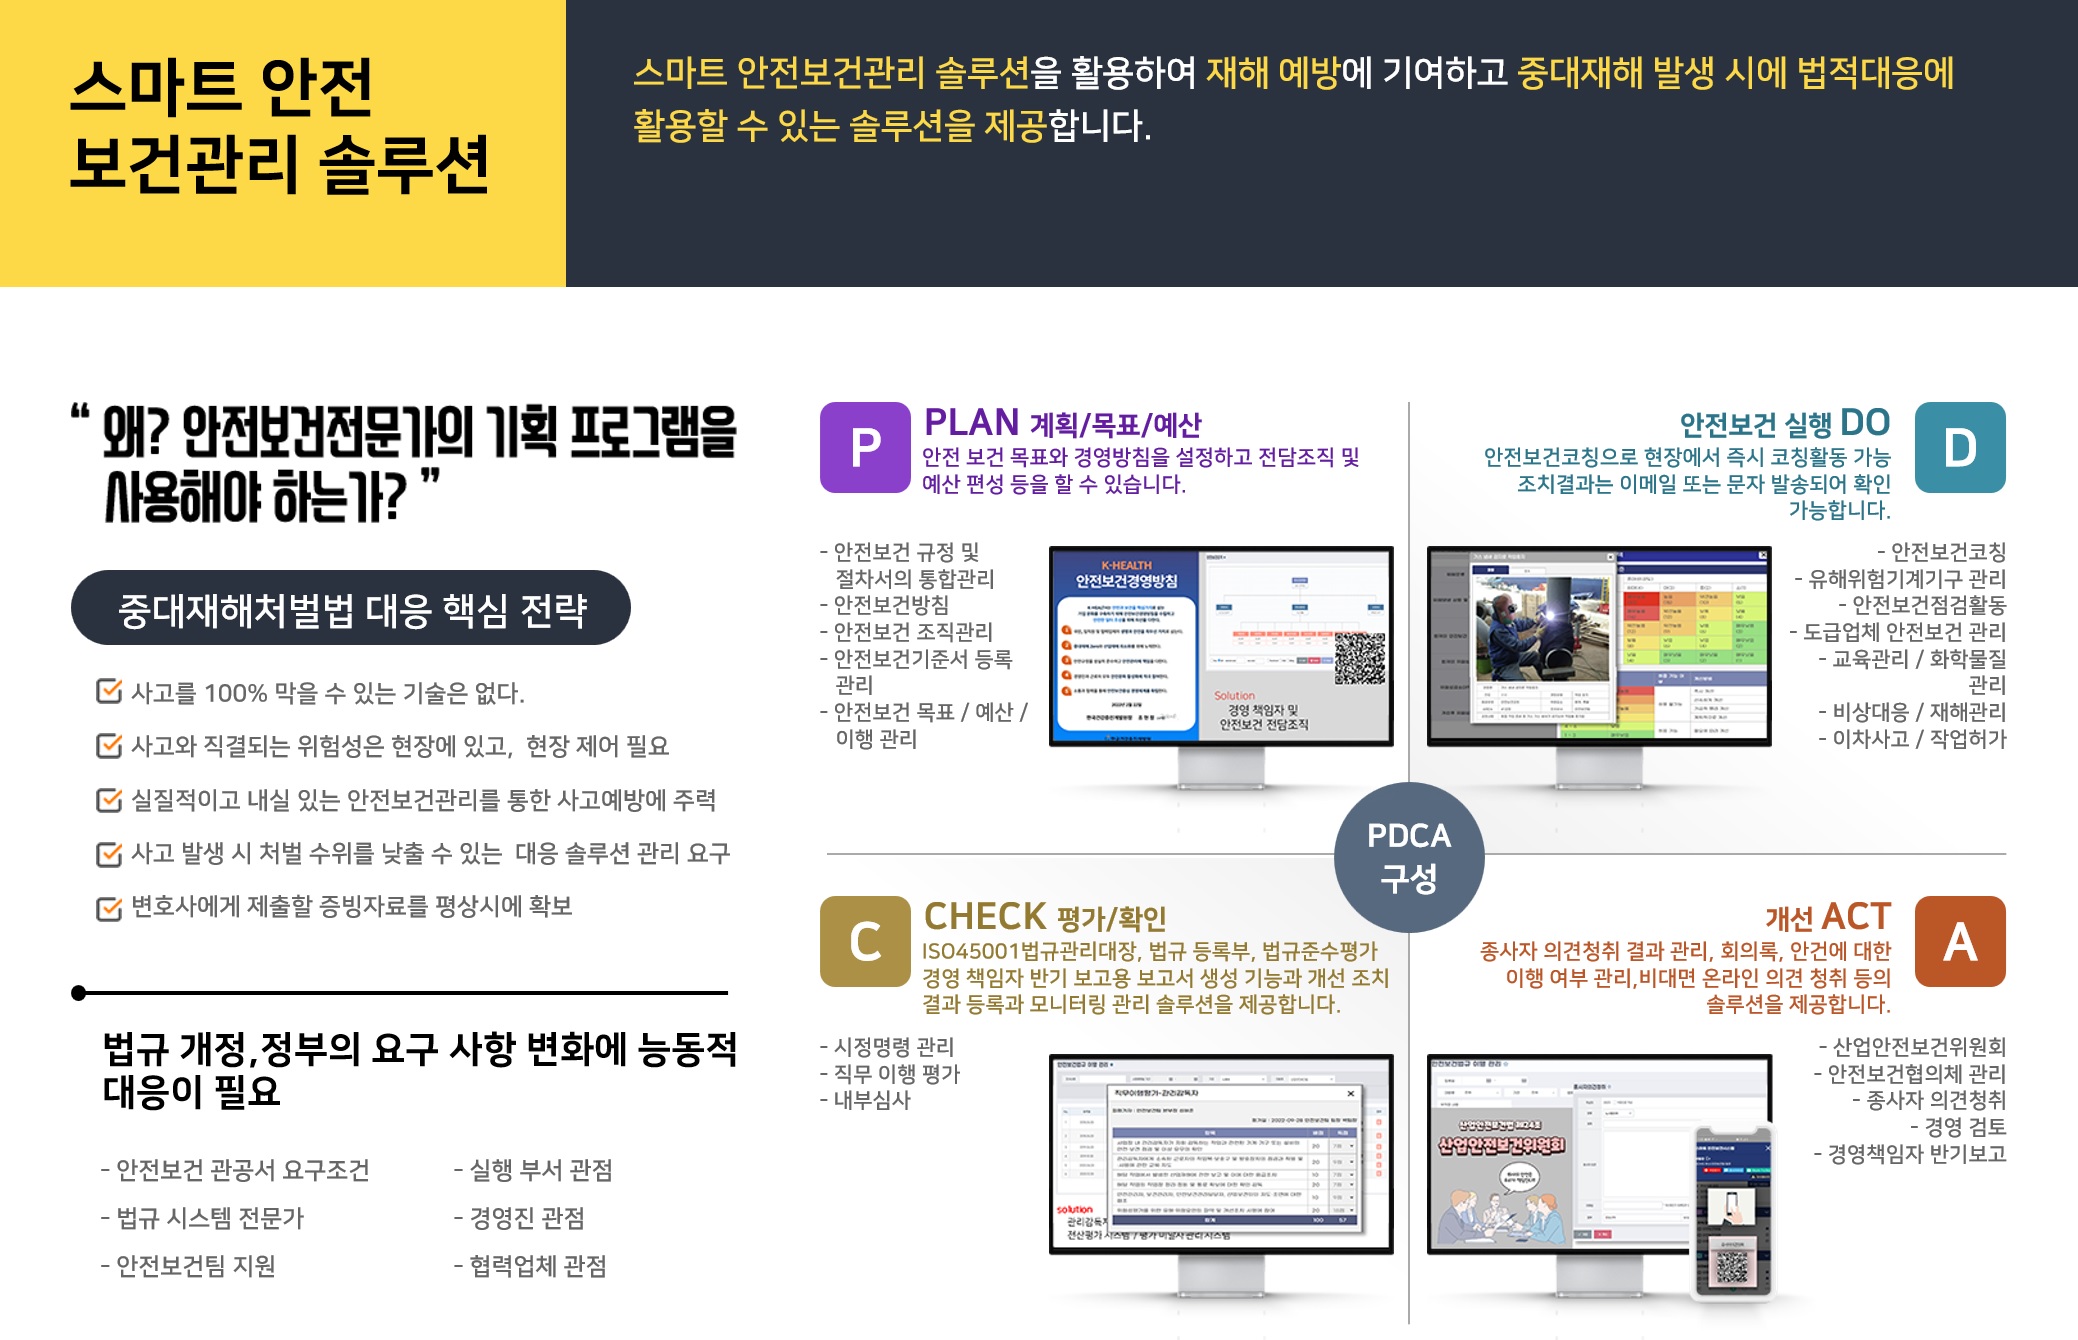 스마트 안전
보건관리 솔루션
스마트 안전보건관리 솔루션을 활용하여 재해 예방에 기여하고 중대재해 발생 시에 법적대응에
활용할 수 있는 솔루션을 제공합니다.
“ 왜? 안전보건전문가의 기획 프로그램을
사용해야 하는가? ”
중대재해처벌법 대응 핵심 전략
사고를 100% 막을 수 있는 기술은 없다.
사고와 직결되는 위험성은 현장에 있고, 현장 제어 필요
실질적이고 내실 있는 안전보건관리를 통한 사고예방에 주력
사고 발생 시 처벌 수위를 낮출 수 있는 대응 솔루션 관리 요구
변호사에게 제출할 증빙자료를 평상시에 확보
법규 개정,정부의 요구 사항 변화에 능동적
대응이 필요
- 안전보건 관공서 요구조건
- 법규 시스템 전문가
- 안전보건팀 지원
- 실행 부서 관점
- 경영진 관점
- 협력업체 관점
P
PLAN 계획/목표/예산
안전 보건 목표와 경영방침을 설정하고 전담조직 및
예산 편성 등을 할 수 있습니다.
- 안전보건 규정 및
절차서의 통합관리
- 안전보건방침
- 안전보건 조직관리
- 안전보건기준서 등록
관리
- 안전보건 목표 / 예산 /
이행 관리
K-HEALTH
안전보건경영방침
Solution
경영 책임자 및
안전보건 전담조직
안전보건 실행 DO
D
안전보건코칭으로 현장에서 즉시 코칭활동 가능
조치결과는 이메일 또는 문자 발송되어 확인
가능합니다.
- 안전보건코칭
- 유해위험기계기구 관리
- 안전보건점검활동
- 도급업체 안전보건 관리
- 교육관리 / 화학물질
관리
- 비상대응 / 재해관리
- 이차사고 / 작업허가
PDCA
구성
C
CHECK 평가/확인
ISO45001법규관리대장, 법규 등록부, 법규준수평가
경영 책임자 반기 보고용 보고서 생성 기능과 개선 조치
결과 등록과 모니터링 관리 솔루션을 제공합니다.
- 시정명령 관리
- 직무 이행 평가
- 내부심사
안전보건법규 이행 관리
직무이행평가-관리감독자
solution
관리감독자
전산평가 시스템 / 평가 미실시 관리 시스템
개선 ACT
A
종사자 의견청취 결과 관리, 회의록, 안건에 대한
이행 여부 관리,비대면 온라인 의견 청취 등의
솔루션을 제공합니다.
- 산업안전보건위원회
- 안전보건협의체 관리
- 종사자 의견청취
- 경영 검토
- 경영책임자 반기보고
안전보건법규 이행 관리
산업안전보건법 제24조
산업안전보건위원회